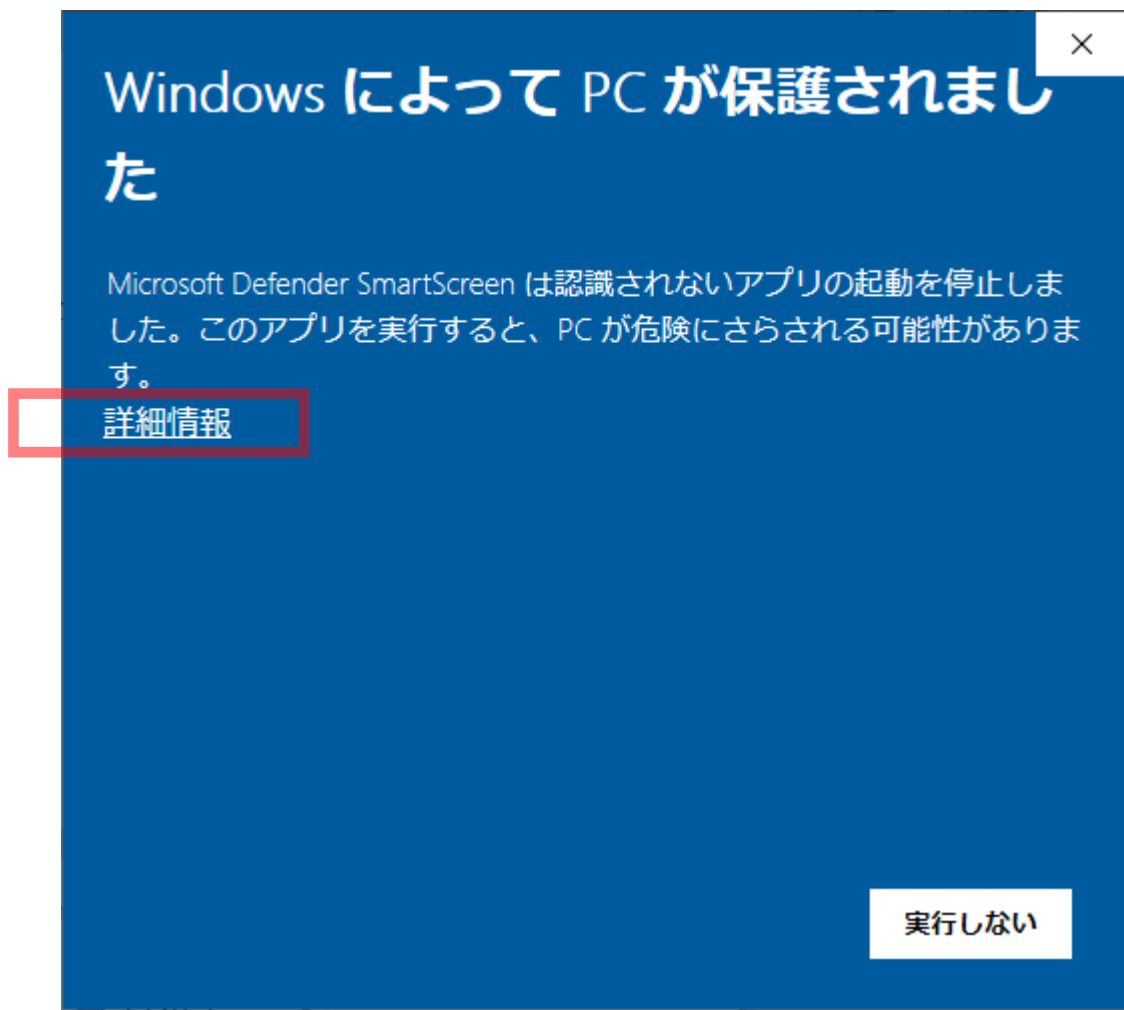 Windows によって PC が保護されまし
た
Microsoft Defender SmartScreen は認識されないアプリの起動を停止しま
した。このアプリを実行すると、PC が危険にさらされる可能性がありま
す。
詳細情報
実行しない